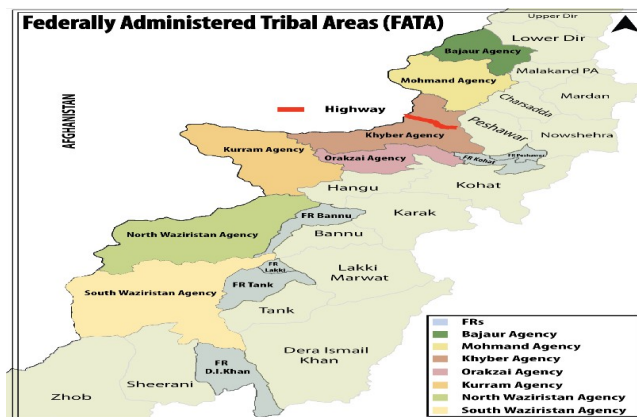 Federally Administered Tribal Areas (FATA)
Upper Dir
Lower Dir
Bajaur Agency
Malakand PA
Mohmand Agency
Mardan
Charsadda
AFGHANISTAN
Highway
Peshawar
Nowshehra
Khyber Agency
Kurram Agency
Orakzai Agency
FR Kohat
FR Peshawar
Hangu
Kohat
FR Bannu
Karak
North Waziristan Agency
Bannu
FR
Lakki
Lakki
Marwat
South Waziristan Agency
FR Tank
Tank
Dera Ismail
Khan
FR
D.I.Khan
Sheerani
Zhob
FRs
Bajaur Agency
Mohmand Agency
Khyber Agency
Orakzai Agency
Kurram Agency
North Waziristan Agency
South Waziristan Agency